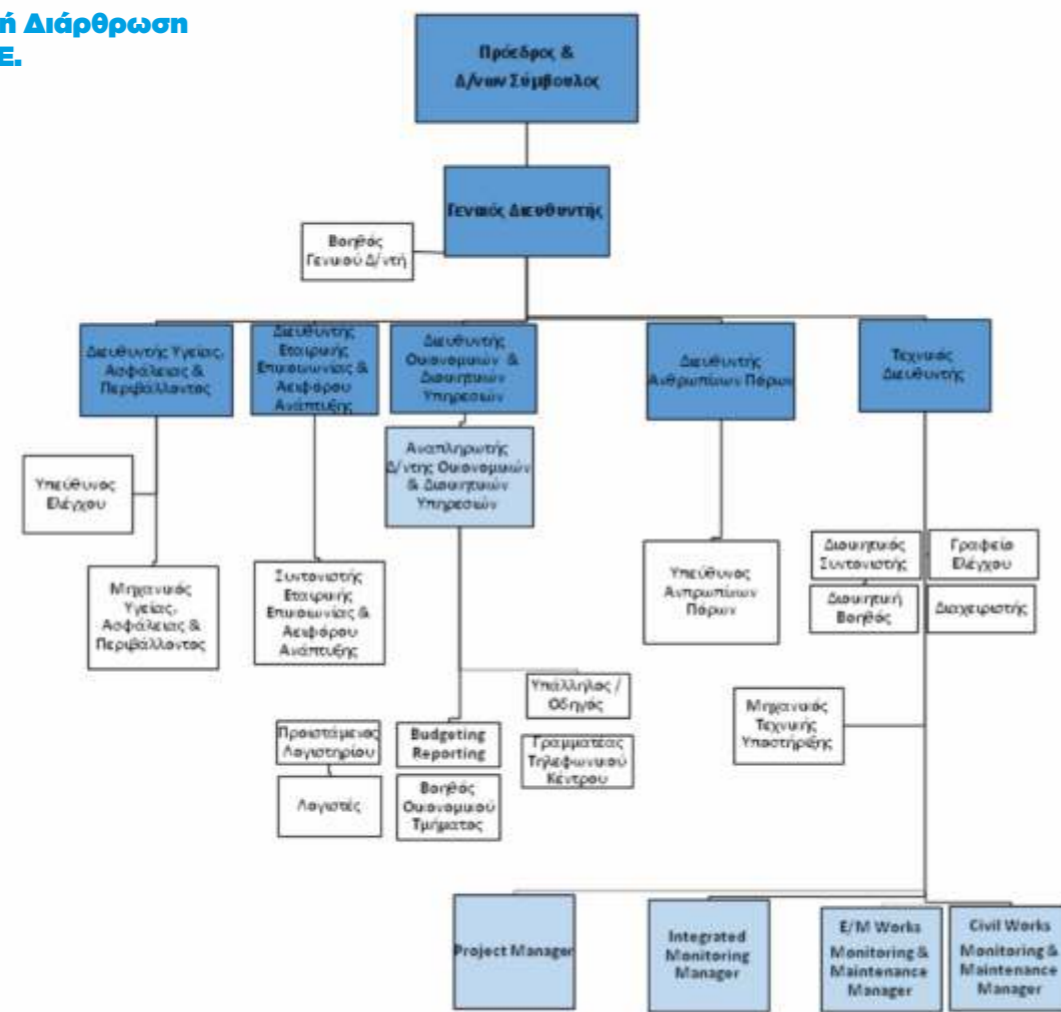 ή Διάρθρωση
Ε.
Πρόεδρος &
Δ/νων Σύμβουλος
Γενικός Διευθυντής
Βοηθός
Γενικού Δ/ντή
Διευθυντής Υγείας,
Ασφάλειας &
Περιβάλλοντος
Διευθυντής
Εταιρικής
Επικοινωνίας &
Αειφόρου
Ανάπτυξης
Διευθυντής
Οικονομικών &
Διοικητικών
Υπηρεσιών
Διευθυντής
Ανθρωπίνων Πόρων
Τεχνικός
Διευθυντής
Αναπληρωτής
Δ/ντης Οικονομικών
& Διοικητικών
Υπηρεσιών
Υπεύθυνος
Ελέγχου
Μηχανικός
Υγείας,
Ασφάλειας &
Περιβάλλοντος
Συντονιστής
Εταιρικής
Επικοιωνίας &
Αειφόρου
Ανάπτυξης
Υπεύθυνος
Ανπρωπίνων
Πόρων
Διοικητικός
Συντονιστής
Γραφείο
Ελέγχου
Διοικητική
Βοηθός
Διαχειριστής
Υπάλληλος /
Οδηγός
Μηχανικός
Τεχνικής
Υποστήριξης
Προιστάμενος
Λογιστηρίου
Budgeting
Reporting
Γραμματέας
Τηλεφωνικού
Κέντρου
Λογιστές
Βοηθός
Οικονομικού
Τμήματος
Project Manager
Integrated
Monitoring
Manager
E/M Works
Monitoring &
Maintenance
Manager
Civil Works
Monitoring &
Maintenance
Manager